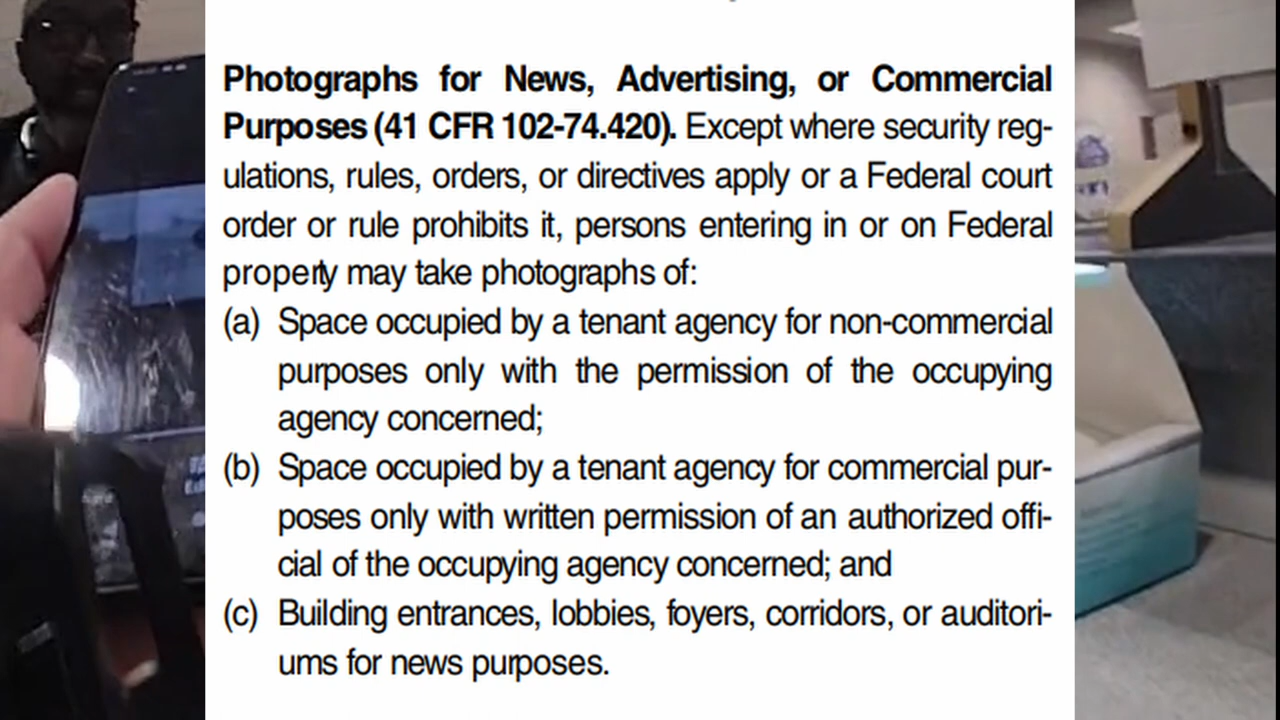 Photographs for News, Advertising, or Commercial
Purposes (41 CFR 102-74.420). Except where security reg-
ulations, rules, orders, or directives apply or a Federal court
order or rule prohibits it, persons entering in or on Federal
property may take photographs of:
(a) Space occupied by a tenant agency for non-commercial
purposes only with the permission of the occupying
agency concerned;
(b) Space occupied by a tenant agency for commercial pur-
poses only with written permission of an authorized offi-
cial of the occupying agency concerned; and
(c) Building entrances, lobbies, foyers, corridors, or auditori-
ums for news purposes.